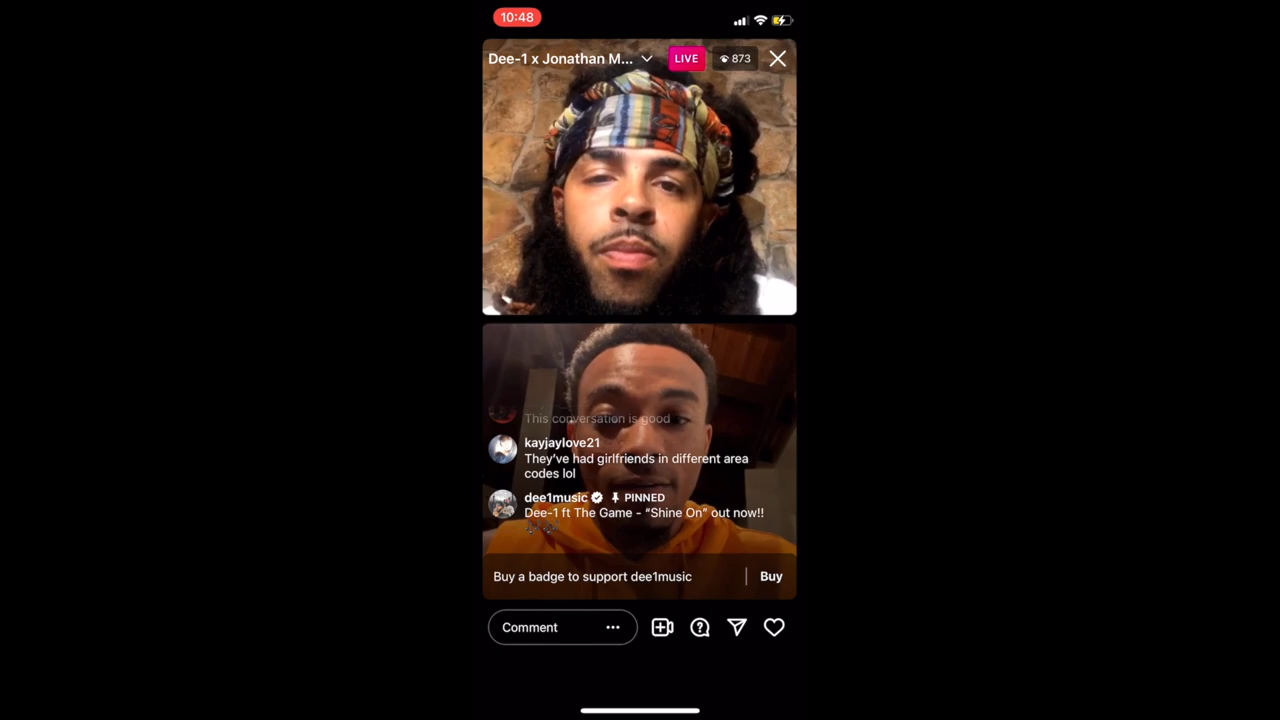 10:48
Dee-1 x Jonathan M...
LIVE
873
This conversation is good
kayjaylove21
They've had girlfriends in different area
codes lol
dee1music PINNED
Dee-1 ft The Game - “Shine On” out now!!
Buy a badge to support dee1music
Buy
Comment